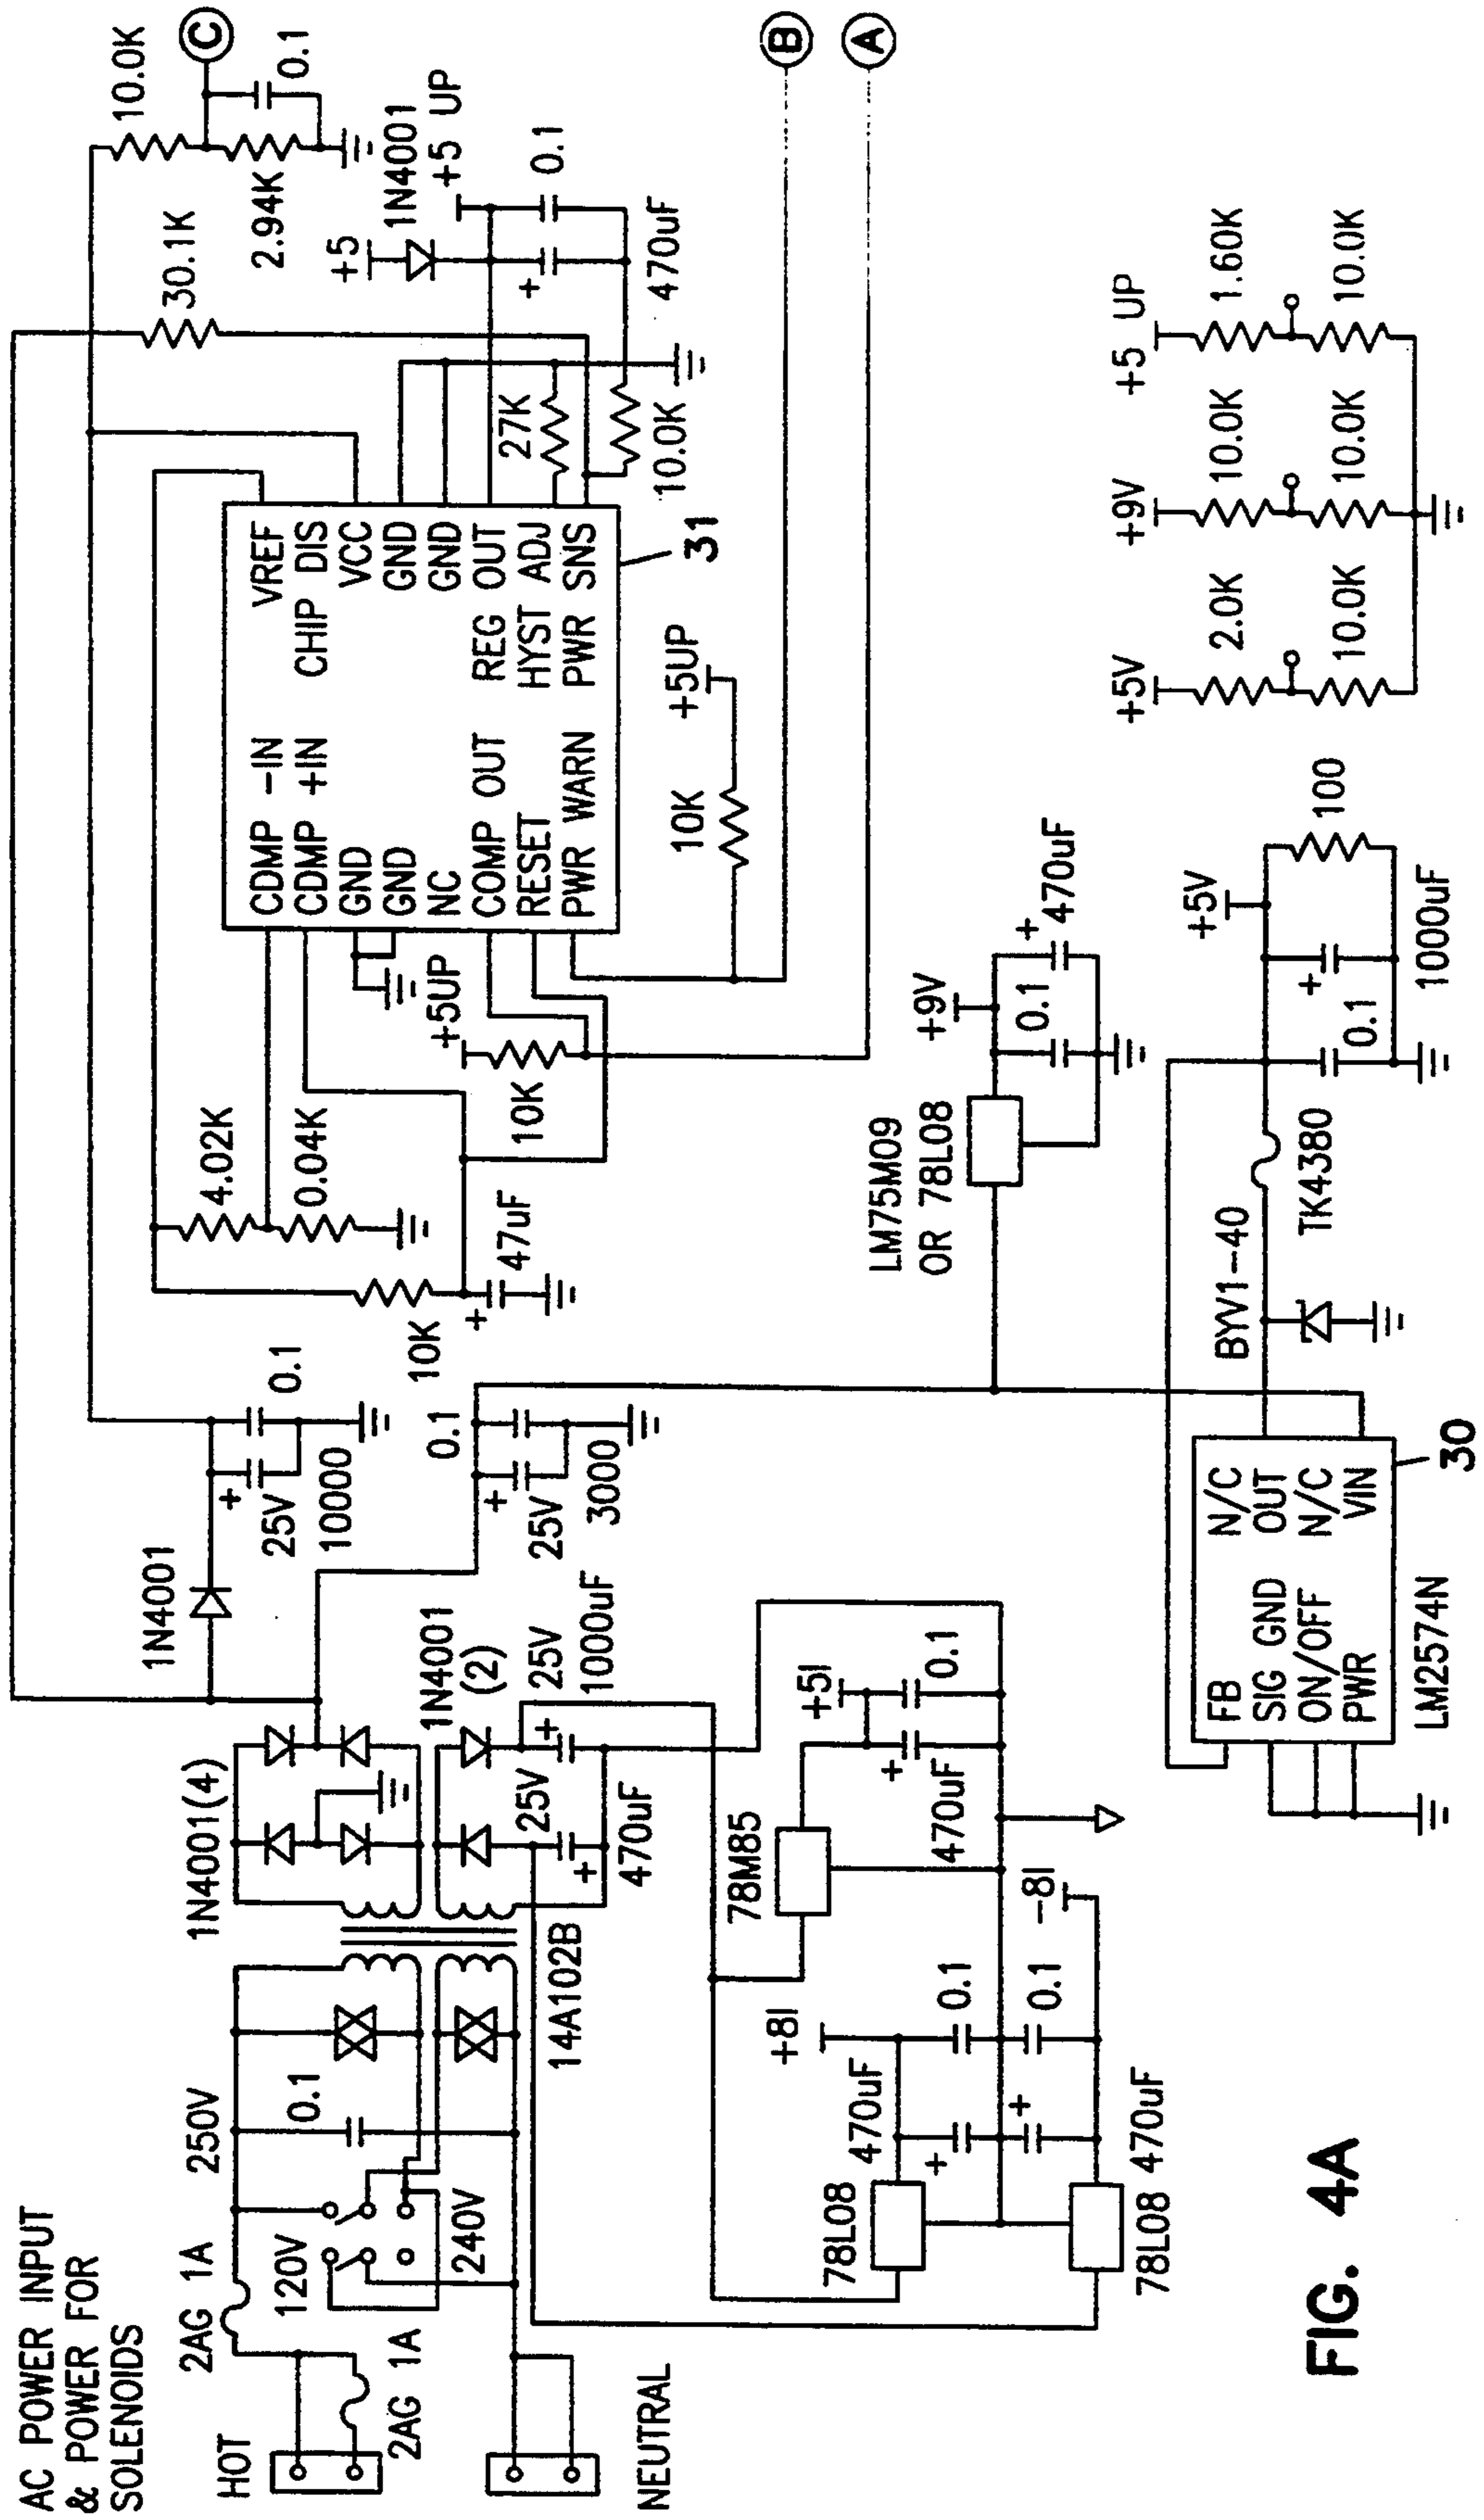 AC POWER INPUT
& POWER FOR
SOLENOIDS
HOT
2AG 1A
2AG 1A
NEUTRAL
120V
240V
250V
0.1
14A102B
1N4001(4)
1N4001
(2)
25V
1000uF
25V
470uF
1N4001
25V
10000
0.1
0.1
25V
3000
10K
47uF
4.02K
0.04K
+5UP
10K
CDMP -IN
CDMP +IN
GND
GND
NC
COMP OUT
RESET
PWR WARN
VREF
CHIP DIS
VCC
GND
GND
REG OUT
HYST ADJ
PWR SNS
31
10K
+5UP
27K
10.0K
30.1K
10.0K
C
0.1
2.94K
+5
1N4001
+5 UP
0.1
470uF
B
A
78L08
470uF
+8I
0.1
0.1
-8I
78L08
470uF
78M85
+5I
470uF
0.1
LM75M09
OR 78L08
+9V
0.1
+
470uF
FB
SIG GND
ON/OFF
PWR
N/C
OUT
N/C
VIN
LM2574N
30
BYV1-40
TK4380
+5V
0.1
1000uF
100
+5V
2.0K
10.0K
+9V
10.0K
10.0K
+5 UP
1.60K
10.0K
FIG. 4A